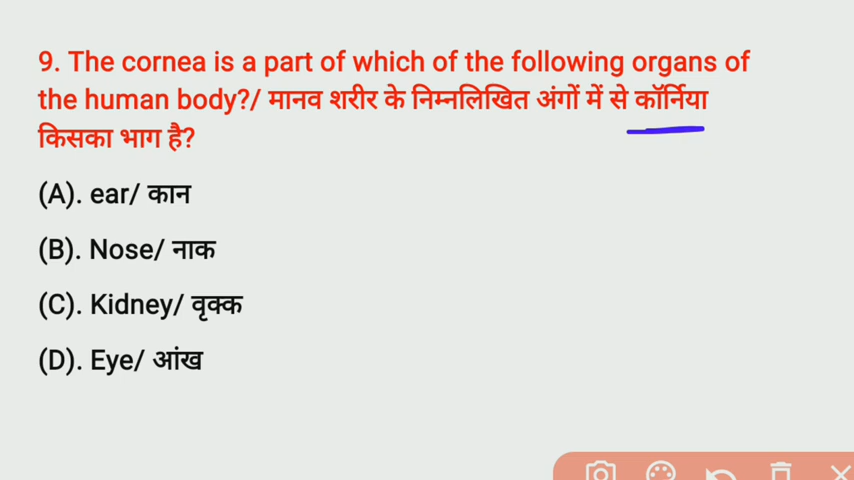 9. The cornea is a part of which of the following organs of
the human body?/ मानव शरीर के निम्नलिखित अंगों में से कॉर्निया
किसका भाग है?
(A). ear/ कान
(B). Nose/ नाक
(C). Kidney/ वृक्क
(D). Eye/ आंख